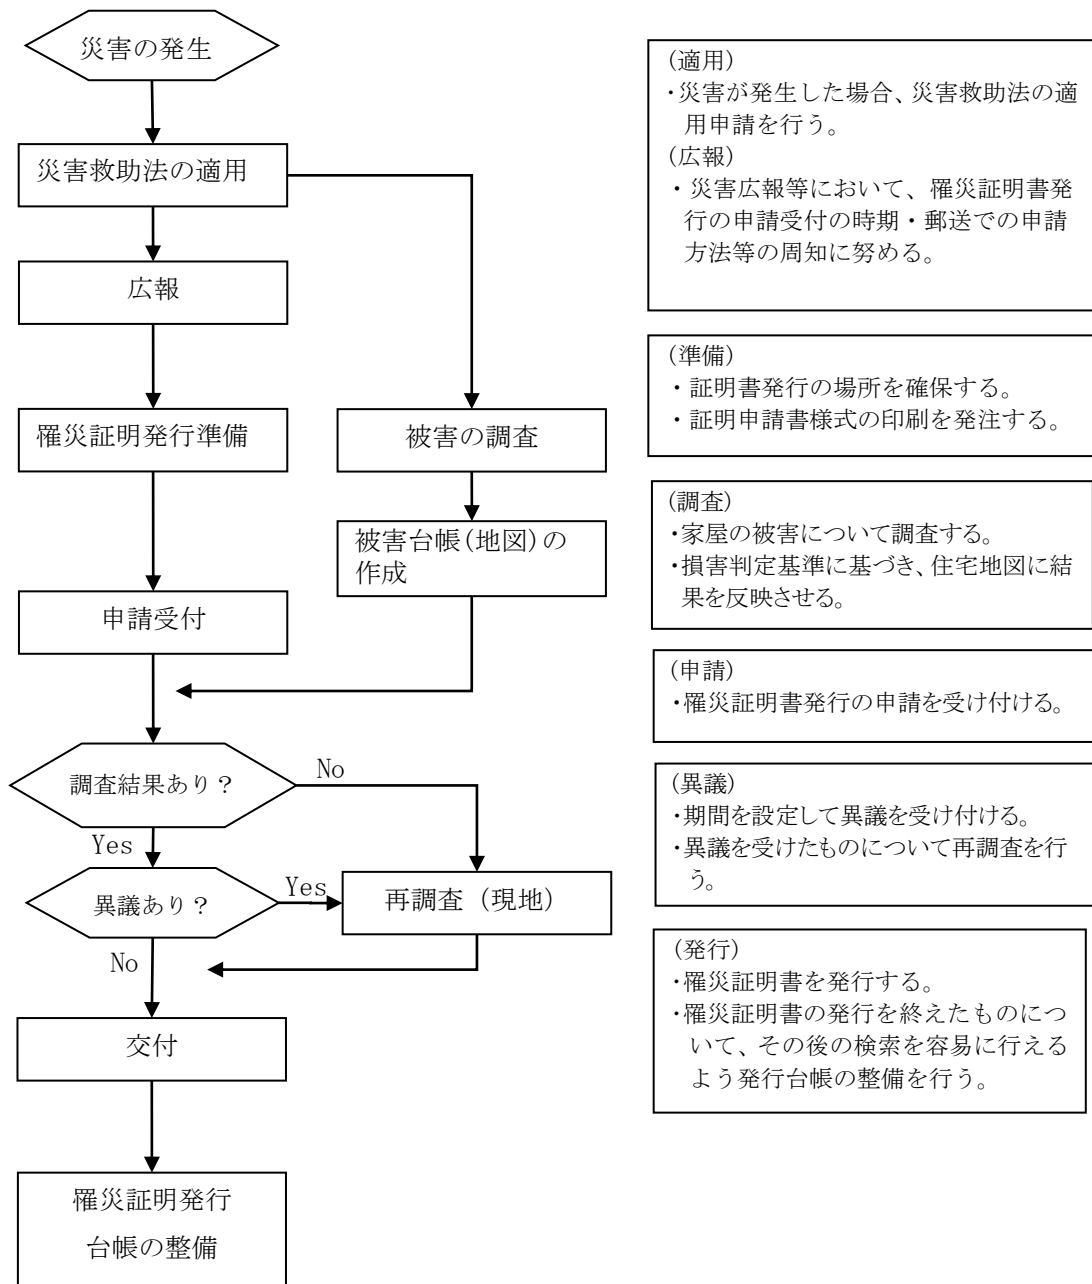 災害の発生
災害救助法の適用
広報
罹災証明発行準備
被害の調査
被害台帳(地図)の
作成
申請受付
調査結果あり？
No
Yes
異議あり？
Yes
再調査（現地）
No
交付
罹災証明発行
台帳の整備
(適用)
・災害が発生した場合、災害救助法の適
用申請を行う。
(広報)
・災害広報等において、罹災証明書発
行の申請受付の時期・郵送での申請
方法等の周知に努める。
(準備)
・証明書発行の場所を確保する。
・証明申請書様式の印刷を発注する。
(調査)
・家屋の被害について調査する。
・損害判定基準に基づき、住宅地図に結
果を反映させる。
(申請)
・罹災証明書発行の申請を受け付ける。
(異議)
・期間を設定して異議を受け付ける。
・異議を受けたものについて再調査を行
う。
(発行)
・罹災証明書を発行する。
・罹災証明書の発行を終えたものにつ
いて、その後の検索を容易に行える
よう発行台帳の整備を行う。